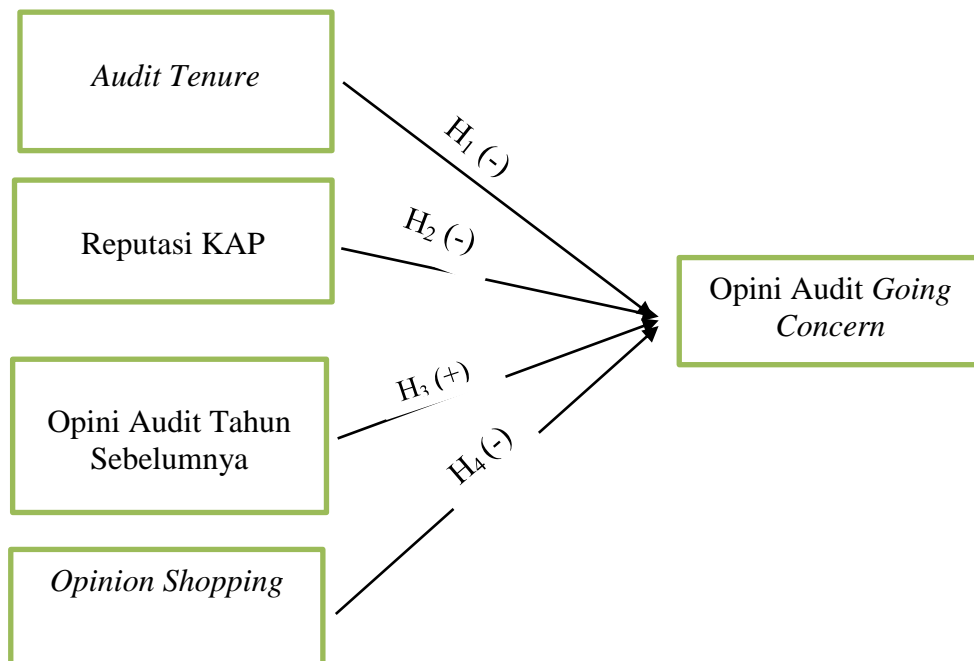 Audit Tenure
H₁ (-)
Reputasi KAP
H₂ (-)
Opini Audit Going
Concern
H₃ (+)
Opini Audit Tahun
Sebelumnya
H₄ (-)
Opinion Shopping